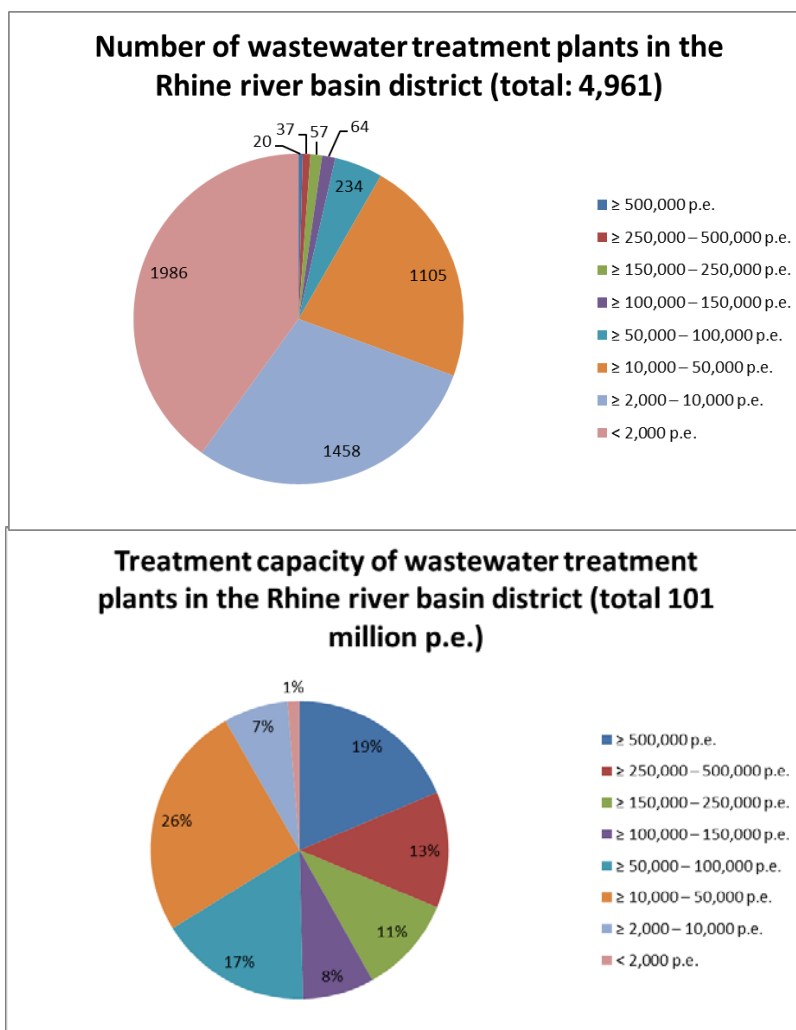 Number of wastewater treatment plants in the
Rhine river basin district (total: 4,961)
20
37
57
64
234
1105
1458
1986
≥ 500,000 p.e.
≥ 250,000 – 500,000 p.e.
≥ 150,000 – 250,000 p.e.
≥ 100,000 – 150,000 p.e.
≥ 50,000 – 100,000 p.e.
≥ 10,000 – 50,000 p.e.
≥ 2,000 – 10,000 p.e.
< 2,000 p.e.
Treatment capacity of wastewater treatment
plants in the Rhine river basin district (total 101
million p.e.)
1%
19%
13%
11%
8%
17%
26%
7%
≥ 500,000 p.e.
≥ 250,000 – 500,000 p.e.
≥ 150,000 – 250,000 p.e.
≥ 100,000 – 150,000 p.e.
≥ 50,000 – 100,000 p.e.
≥ 10,000 – 50,000 p.e.
≥ 2,000 – 10,000 p.e.
< 2,000 p.e.